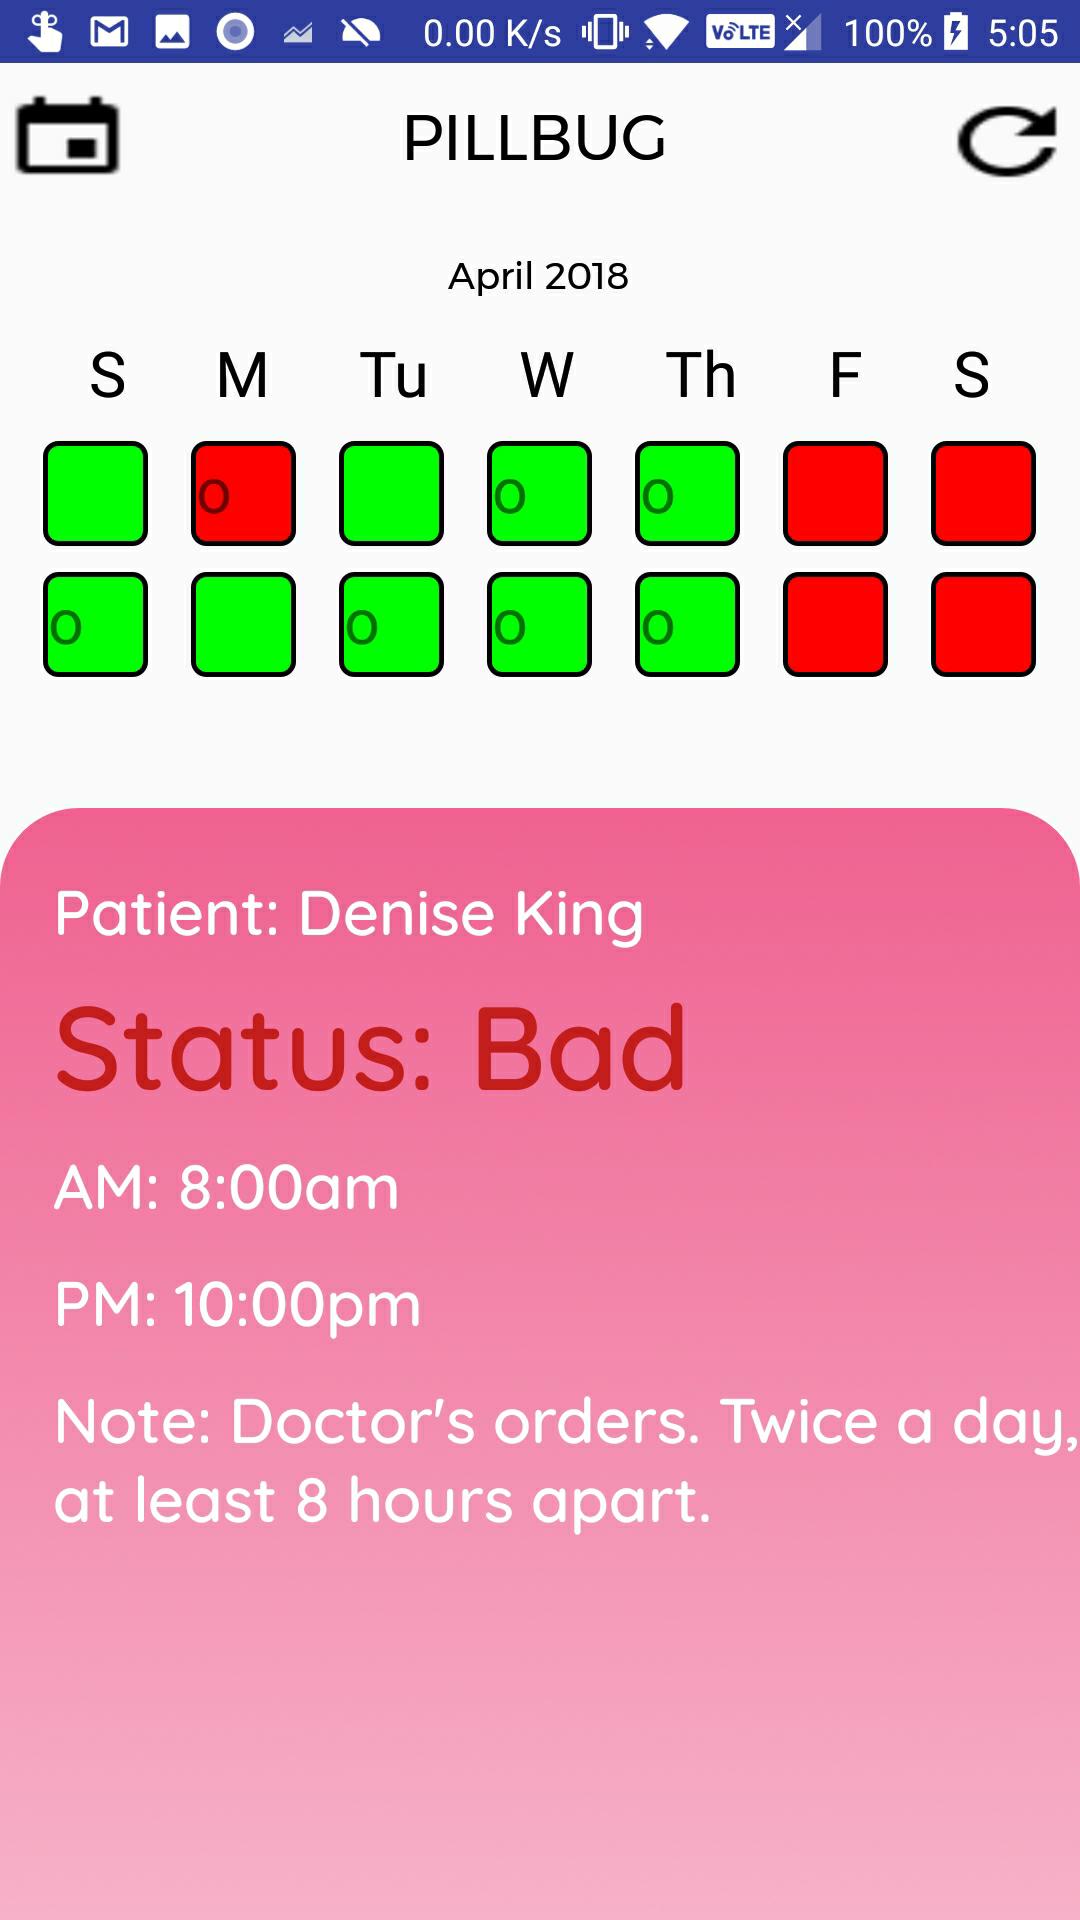 0.00 K/s VoLTE 100% 5:05
PILLBUG
April 2018
S M Tu W Th F S
O O O
O O O O
Patient: Denise King
Status: Bad
AM: 8:00am
PM: 10:00pm
Note: Doctor's orders. Twice a day,
at least 8 hours apart.